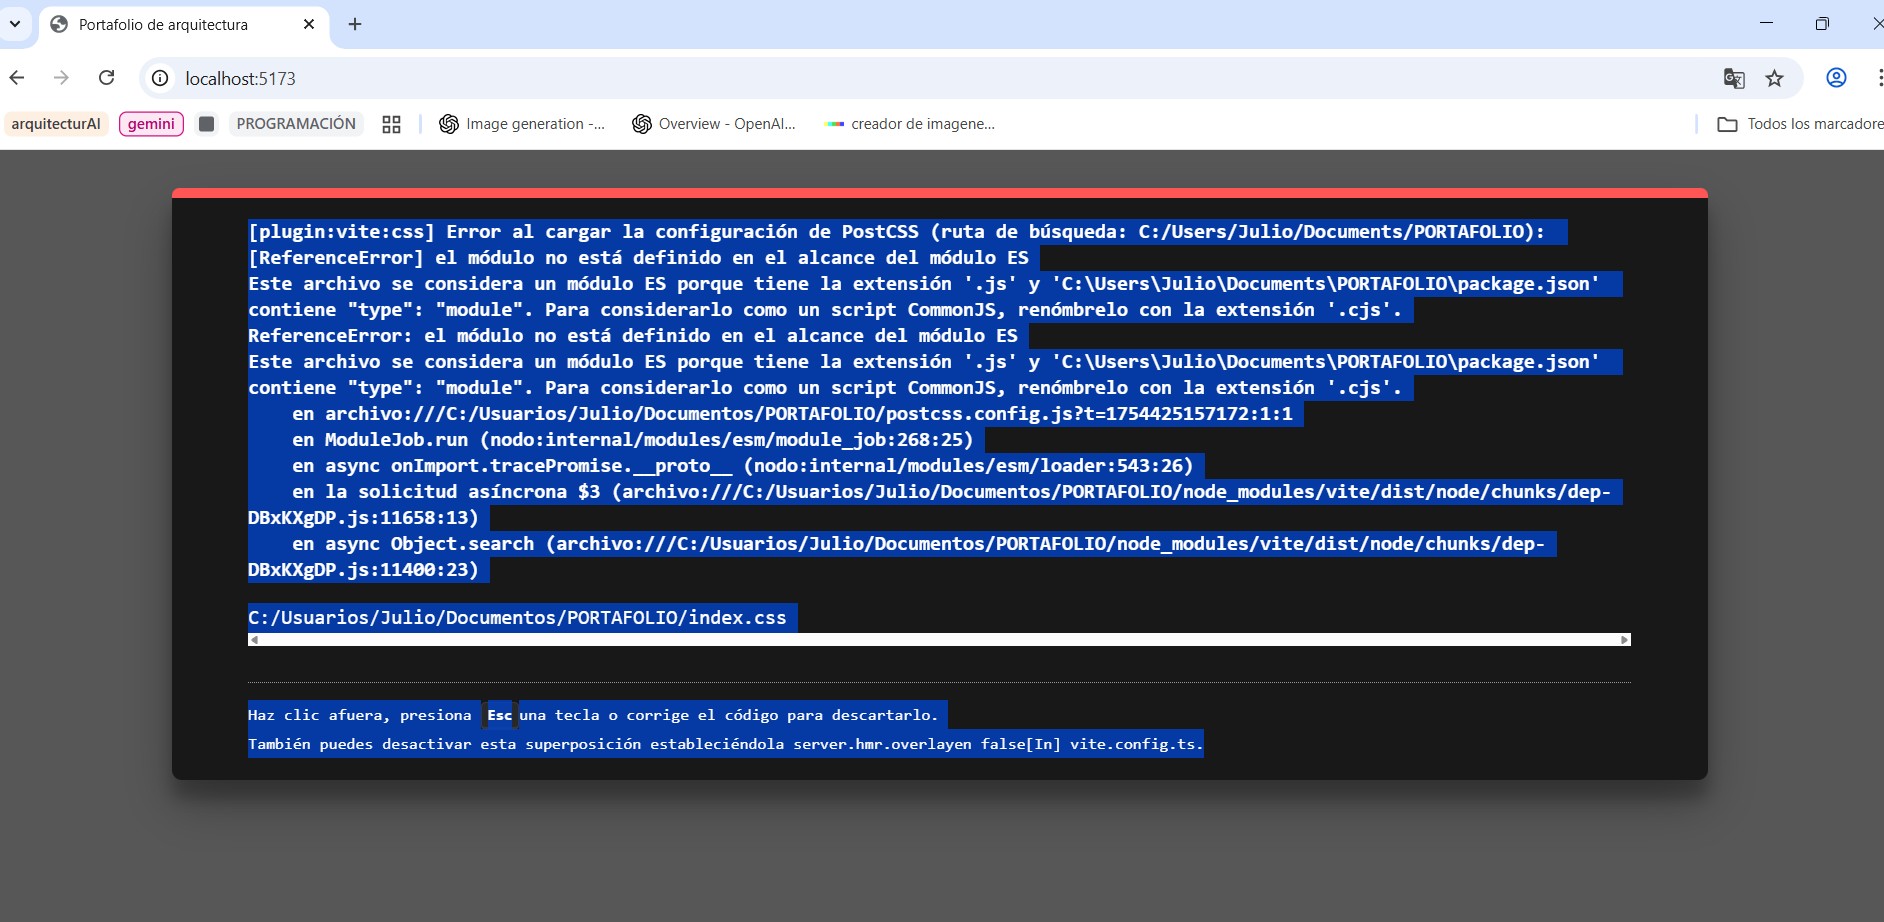 Portafolio de arquitectura
localhost:5173
arquitecturAI
gemini
PROGRAMACIÓN
Image generation -...
Overview - OpenAI...
creador de imagene...
Todos los marcadore
[plugin:vite:css] Error al cargar la configuración de PostCSS (ruta de búsqueda: C:/Users/Julio/Documents/PORTAFOLIO):
[ReferenceError] el módulo no está definido en el alcance del módulo ES
Este archivo se considera un módulo ES porque tiene la extensión '.js' y 'C:\Users\Julio\Documents\PORTAFOLIO\package.json'
contiene "type": "module". Para considerarlo como un script CommonJS, renómbrelo con la extensión '.cjs'.
ReferenceError: el módulo no está definido en el alcance del módulo ES
Este archivo se considera un módulo ES porque tiene la extensión '.js' y 'C:\Users\Julio\Documents\PORTAFOLIO\package.json'
contiene "type": "module". Para considerarlo como un script CommonJS, renómbrelo con la extensión '.cjs'.
en archivo:///C:/Usuarios/Julio/Documentos/PORTAFOLIO/postcss.config.js?t=1754425157172:1:1
en ModuleJob.run (nodo:internal/modules/esm/module_job:268:25)
en async onImport.tracePromise.__proto__ (nodo:internal/modules/esm/loader:543:26)
en la solicitud asíncrona $3 (archivo:///C:/Usuarios/Julio/Documentos/PORTAFOLIO/node_modules/vite/dist/node/chunks/dep-
DBxKXgDP.js:11658:13)
en async Object.search (archivo:///C:/Usuarios/Julio/Documentos/PORTAFOLIO/node_modules/vite/dist/node/chunks/dep-
DBxKXgDP.js:11400:23)
C:/Usuarios/Julio/Documentos/PORTAFOLIO/index.css
Haz clic afuera, presiona Esc una tecla o corrige el código para descartarlo.
También puedes desactivar esta superposición estableciéndola server.hmr.overlayen false[In] vite.config.ts.